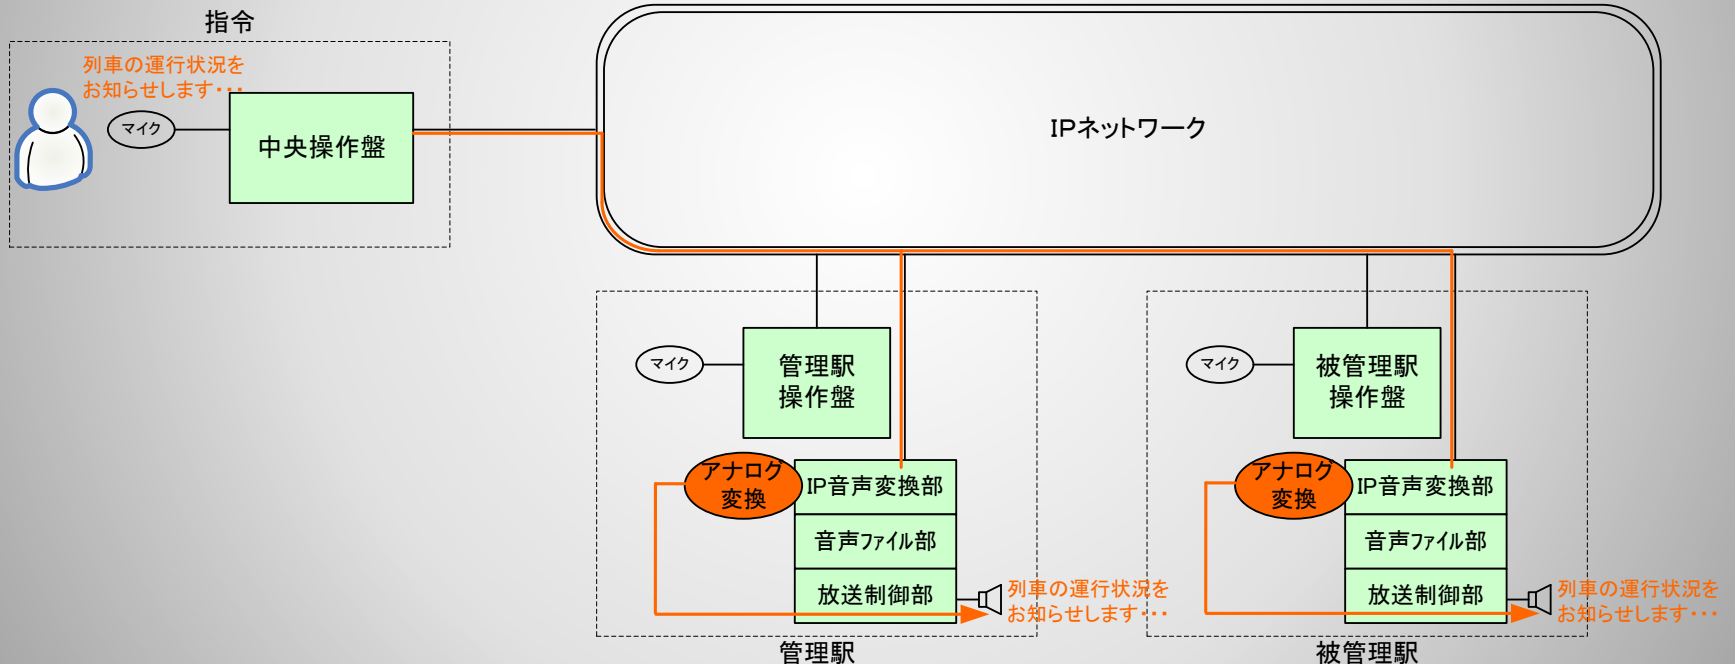 指令
列車の運行状況を
お知らせします･･･
マイク
中央操作盤
IPネットワーク
マイク
管理駅
操作盤
アナログ
変換
IP音声変換部
音声ファイル部
放送制御部
列車の運行状況を
お知らせします･･･
管理駅
マイク
被管理駅
操作盤
アナログ
変換
IP音声変換部
音声ファイル部
放送制御部
列車の運行状況を
お知らせします･･･
被管理駅